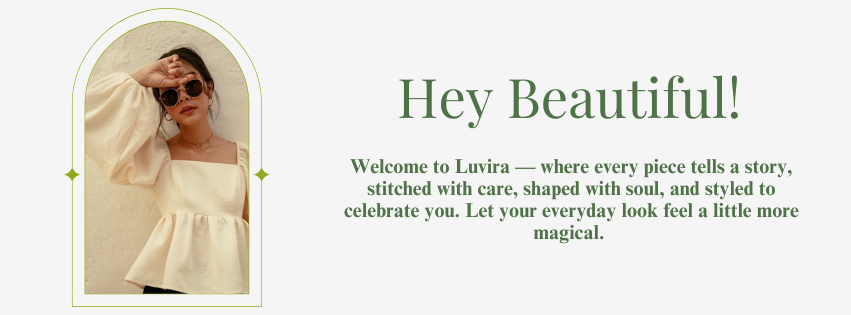 Hey Beautiful!
Welcome to Luvira — where every piece tells a story,
stitched with care, shaped with soul, and styled to
celebrate you. Let your everyday look feel a little more
magical.